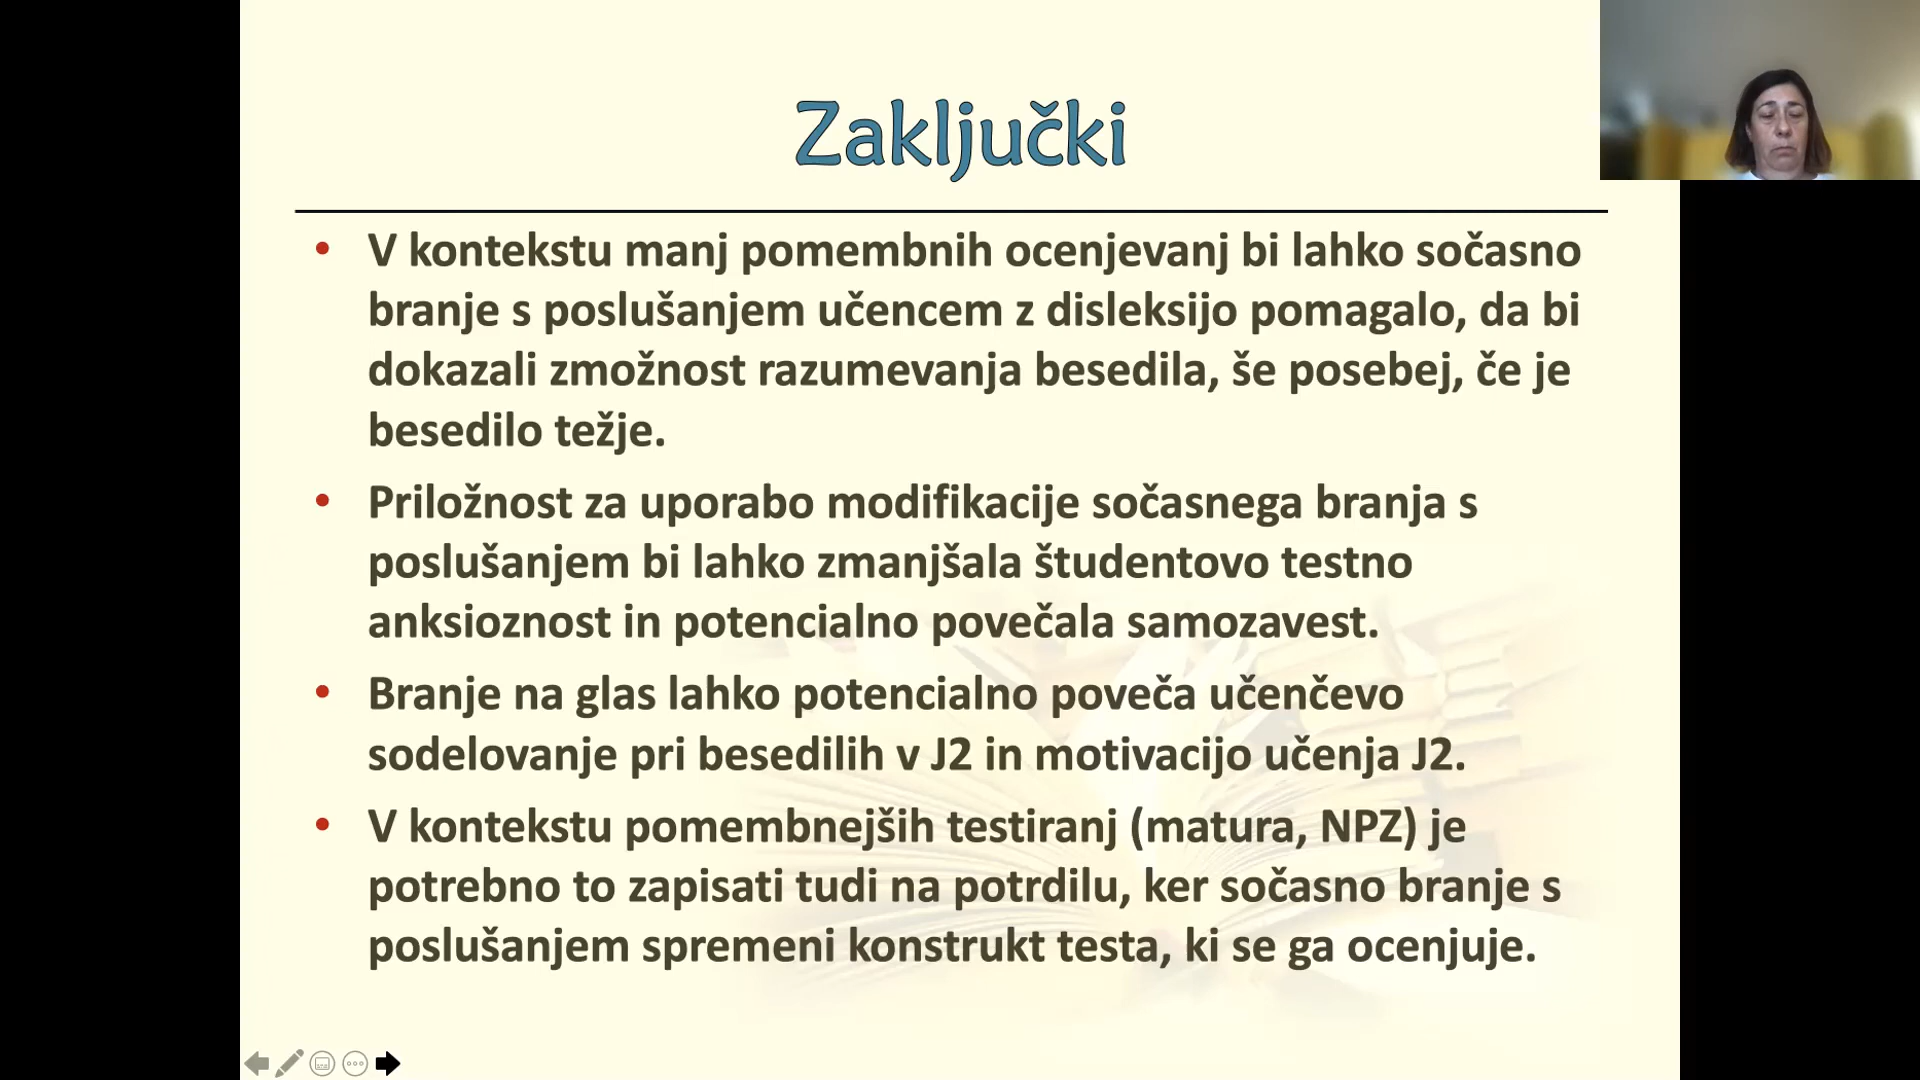 Zaključki
• V kontekstu manj pomembnih ocenjevanj bi lahko sočasno
branje s poslušanjem učencem z disleksijo pomagalo, da bi
dokazali zmožnost razumevanja besedila, še posebej, če je
besedilo težje.
• Priložnost za uporabo modifikacije sočasnega branja s
poslušanjem bi lahko zmanjšala študentovo testno
anksioznost in potencialno povečala samozavest.
• Branje na glas lahko potencialno poveča učenčevo
sodelovanje pri besedilih v J2 in motivacijo učenja J2.
• V kontekstu pomembnejših testiranj (matura, NPZ) je
potrebno to zapisati tudi na potrdilu, ker sočasno branje s
poslušanjem spremeni konstrukt testa, ki se ga ocenjuje.